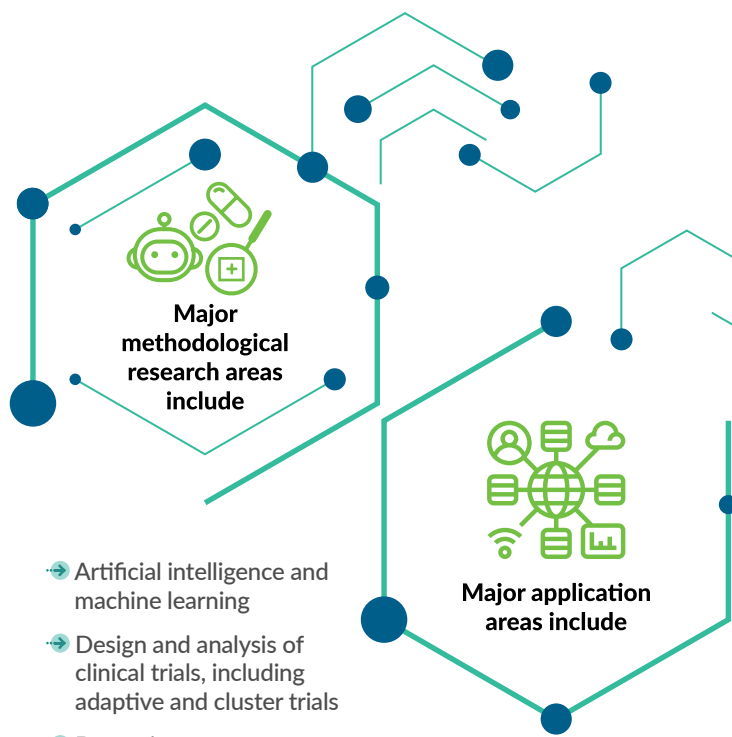 Major
methodological
research areas
include
Major application
areas include
Artificial intelligence and
machine learning
Design and analysis of
clinical trials, including
adaptive and cluster trials